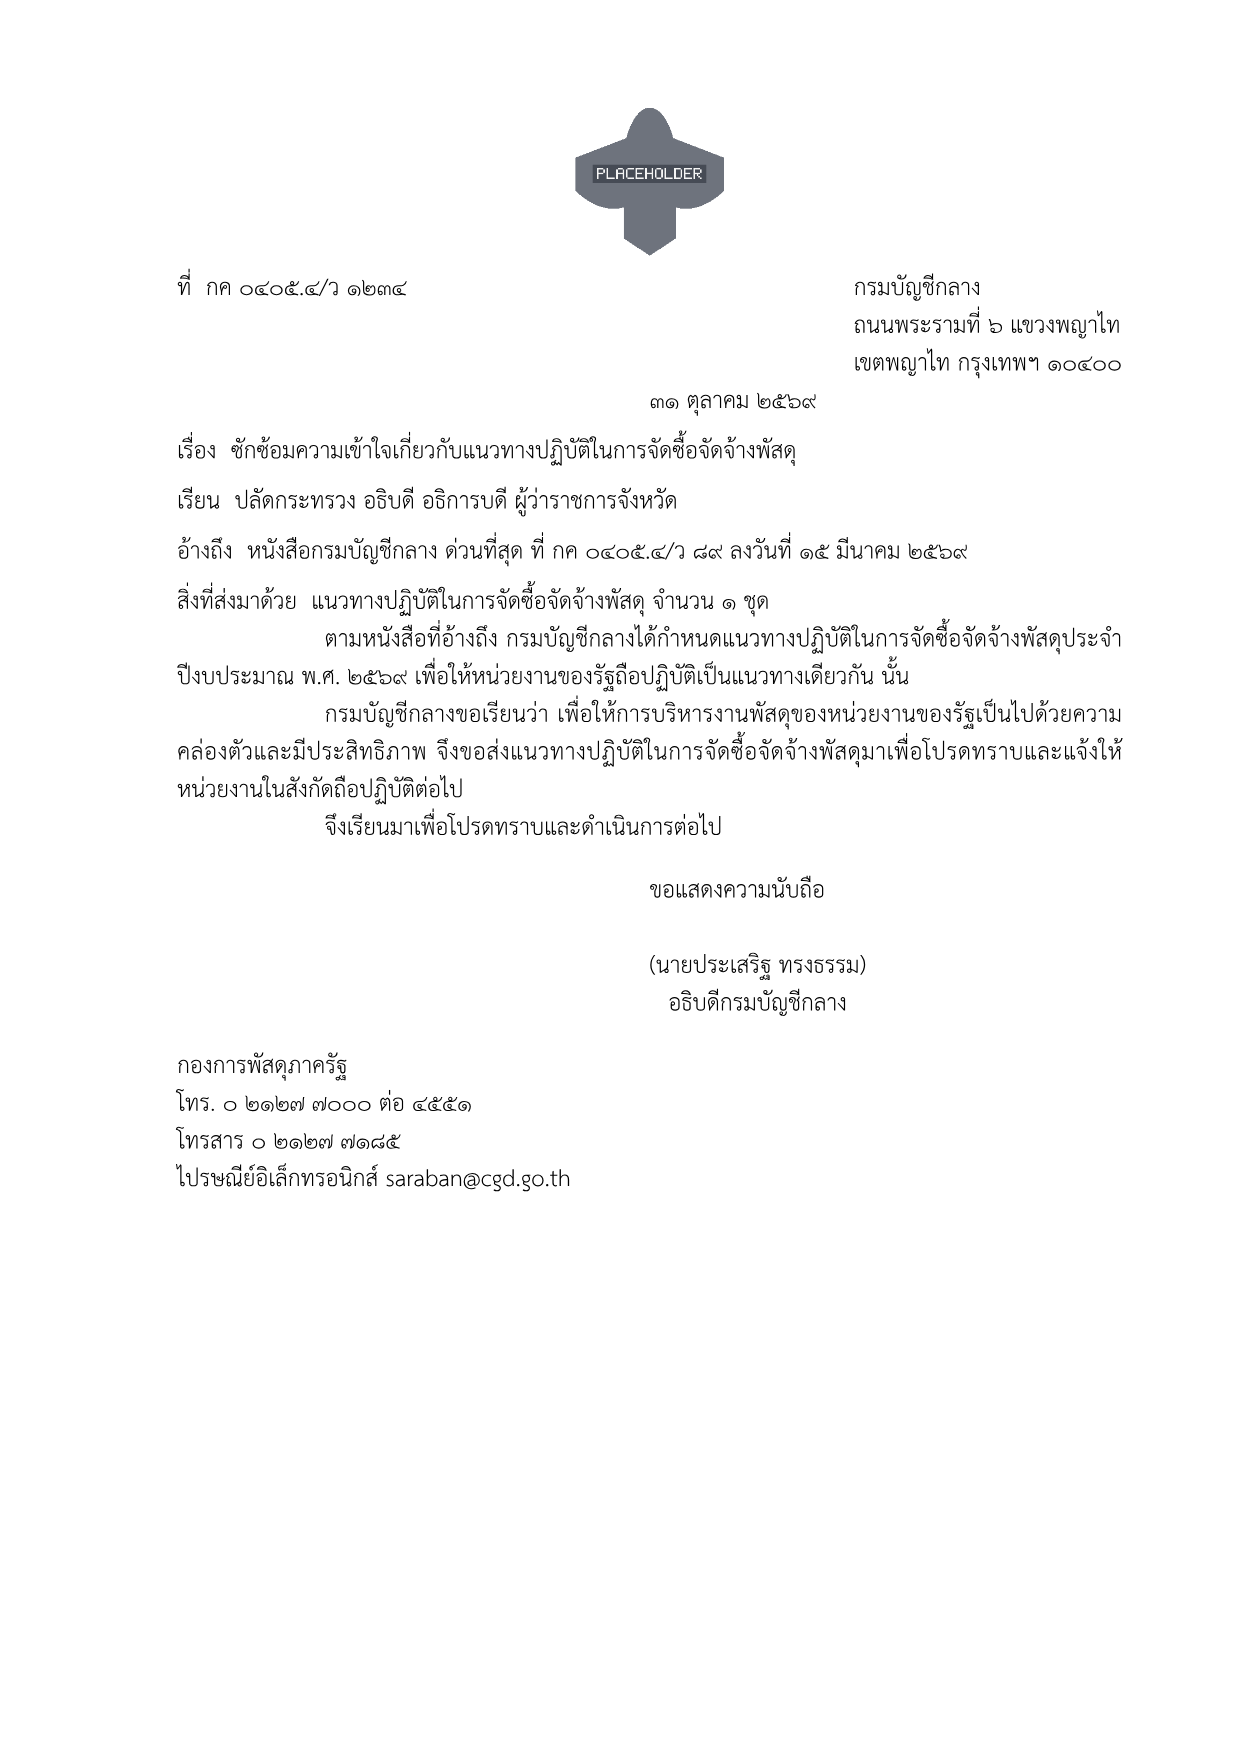 PLACEHOLDER
ที่ กค ๐๔๐๕.๔/ว ๑๒๓๔
กรมบัญชีกลาง
ถนนพระรามที่ ๖ แขวงพญาไท
เขตพญาไท กรุงเทพฯ ๑๐๔๐๐
๓๑ ตุลาคม ๒๕๖๙
เรื่อง ซักซ้อมความเข้าใจเกี่ยวกับแนวทางปฏิบัติในการจัดซื้อจัดจ้างพัสดุ
เรียน ปลัดกระทรวง อธิบดี อธิการบดี ผู้ว่าราชการจังหวัด
อ้างถึง หนังสือกรมบัญชีกลาง ด่วนที่สุด ที่ กค ๐๔๐๕.๔/ว ๘๙ ลงวันที่ ๑๕ มีนาคม ๒๕๖๙
สิ่งที่ส่งมาด้วย แนวทางปฏิบัติในการจัดซื้อจัดจ้างพัสดุ จำนวน ๑ ชุด
ตามหนังสือที่อ้างถึง กรมบัญชีกลางได้กำหนดแนวทางปฏิบัติในการจัดซื้อจัดจ้างพัสดุประจำ
ปีงบประมาณ พ.ศ. ๒๕๖๙ เพื่อให้หน่วยงานของรัฐถือปฏิบัติเป็นแนวทางเดียวกัน นั้น
กรมบัญชีกลางขอเรียนว่า เพื่อให้การบริหารงานพัสดุของหน่วยงานของรัฐเป็นไปด้วยความ
คล่องตัวและมีประสิทธิภาพ จึงขอส่งแนวทางปฏิบัติในการจัดซื้อจัดจ้างพัสดุมาเพื่อโปรดทราบและแจ้งให้
หน่วยงานในสังกัดถือปฏิบัติต่อไป
จึงเรียนมาเพื่อโปรดทราบและดำเนินการต่อไป
ขอแสดงความนับถือ
(นายประเสริฐ ทรงธรรม)
อธิบดีกรมบัญชีกลาง
กองการพัสดุภาครัฐ
โทร. ๐ ๒๑๒๗ ๗๐๐๐ ต่อ ๔๕๕๑
โทรสาร ๐ ๒๑๒๗ ๗๑๘๕
ไปรษณีย์อิเล็กทรอนิกส์ saraban@cgd.go.th